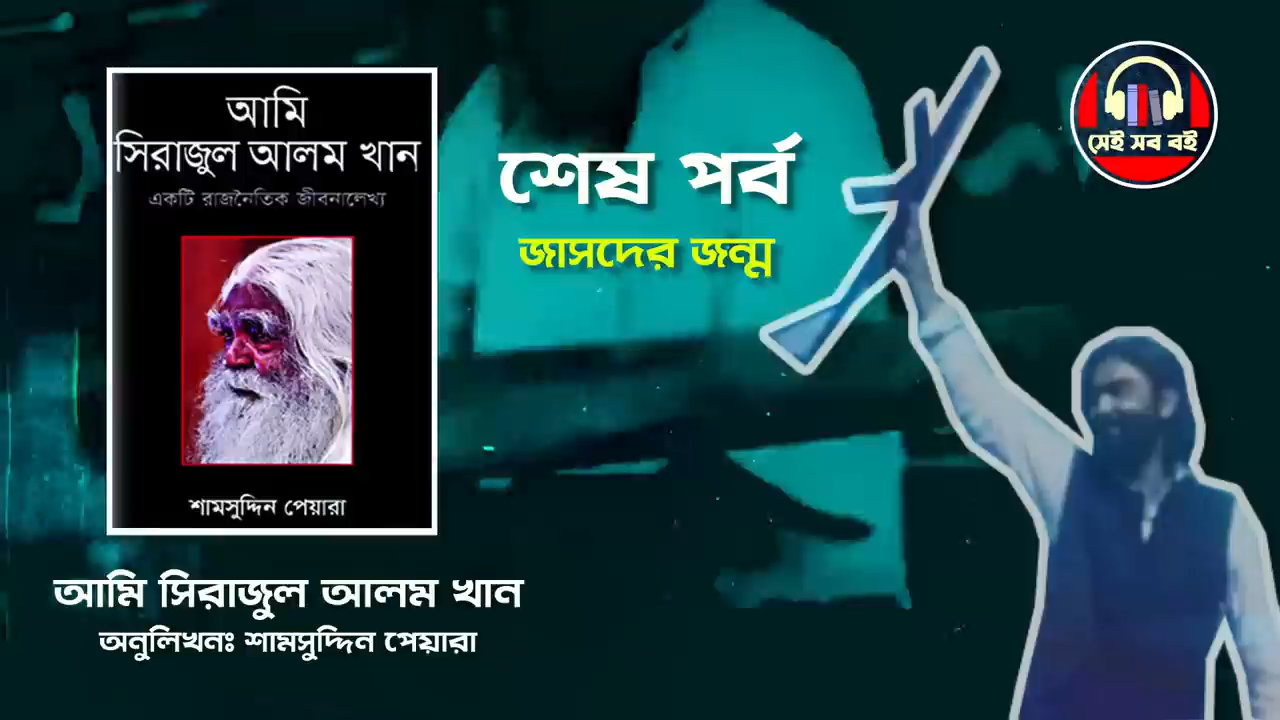 আমি
সিরাজুল আলম খান
একটি রাজনৈতিক জীবনালেখ্য
শামসুদ্দিন পেয়ারা
শেষ পর্ব
জাসদের জন্ম
সেই সব বই
আমি সিরাজুল আলম খান
অনুলিখনঃ শামসুদ্দিন পেয়ারা